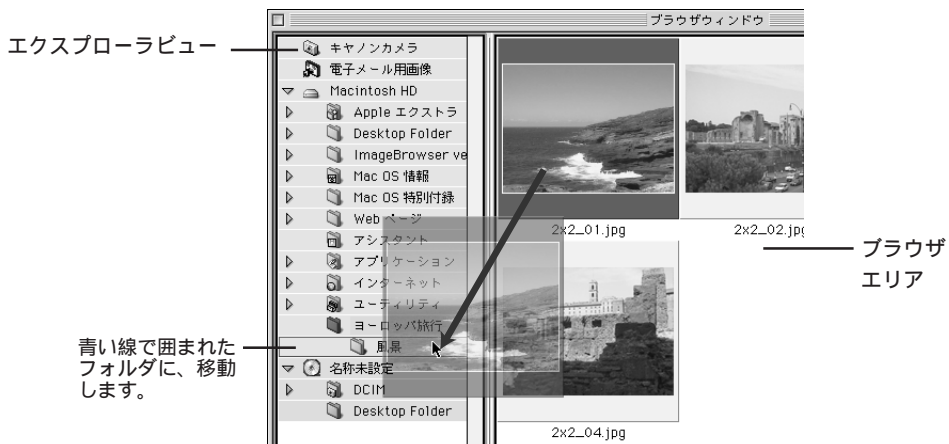 ブラウザウィンドウ
エクスプローラビュー
キヤノンカメラ
電子メール用画像
Macintosh HD
Apple エクストラ
Desktop Folder
ImageBrowser ve
Mac OS 情報
Mac OS 特別付録
Web ページ
アシスタント
アプリケーション
インターネット
ユーティリティ
ヨーロッパ旅行
風景
名称未設定
DCIM
Desktop Folder
青い線で囲まれた
フォルダに、移動
します。
2x2_01.jpg
2x2_02.jpg
2x2_04.jpg
ブラウザ
エリア